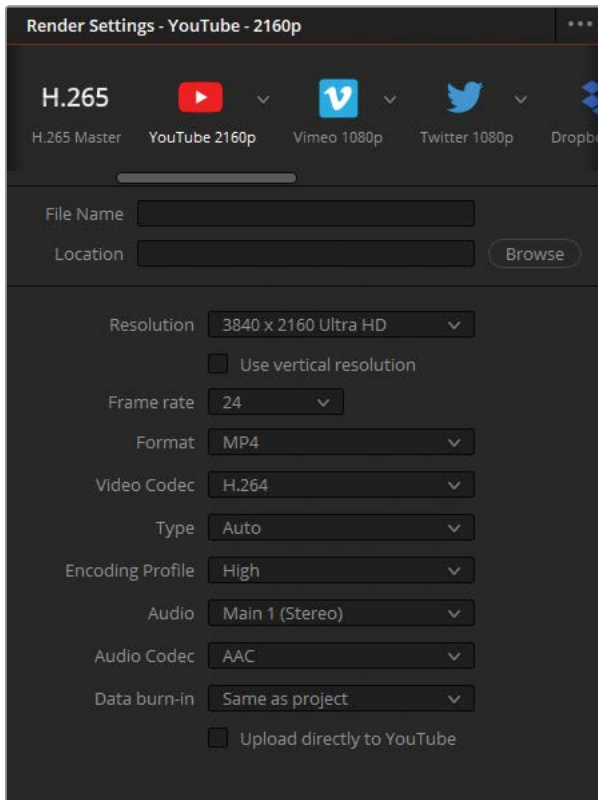 Render Settings - YouTube - 2160p
H.265
H.265 Master YouTube 2160p Vimeo 1080p Twitter 1080p
File Name
Location Browse
Resolution 3840 x 2160 Ultra HD
Use vertical resolution
Frame rate 24
Format MP4
Video Codec H.264
Type Auto
Encoding Profile High
Audio Main 1 (Stereo)
Audio Codec AAC
Data burn-in Same as project
Upload directly to YouTube